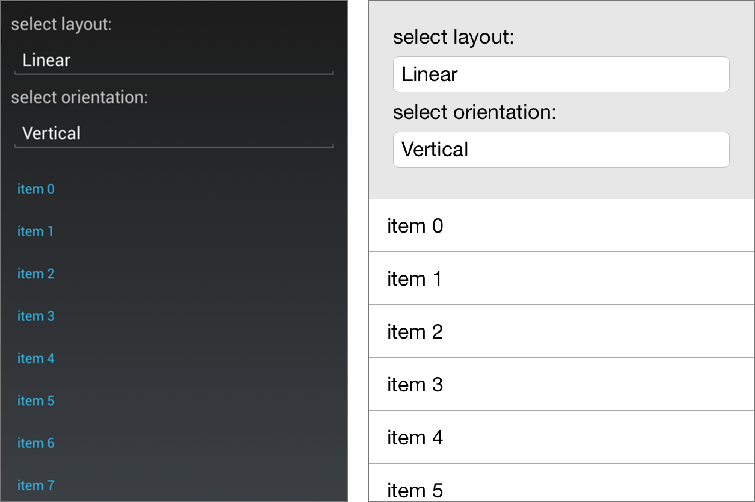 select layout:
Linear
select orientation:
Vertical
item 0
item 1
item 2
item 3
item 4
item 5
item 6
item 7
select layout:
Linear
select orientation:
Vertical
item 0
item 1
item 2
item 3
item 4
item 5